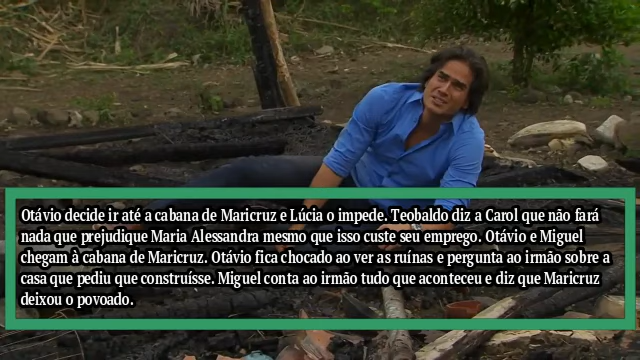 Otávio decide ir até a cabana de Maricruz e Lúcia o impede. Teobaldo diz a Carol que não fará
nada que prejudique Maria Alessandra mesmo que isso custe seu emprego. Otávio e Miguel
chegam à cabana de Maricruz. Otávio fica chocado ao ver as ruínas e pergunta ao irmão sobre a
casa que pediu que construísse. Miguel conta ao irmão tudo que aconteceu e diz que Maricruz
deixou o povoado.